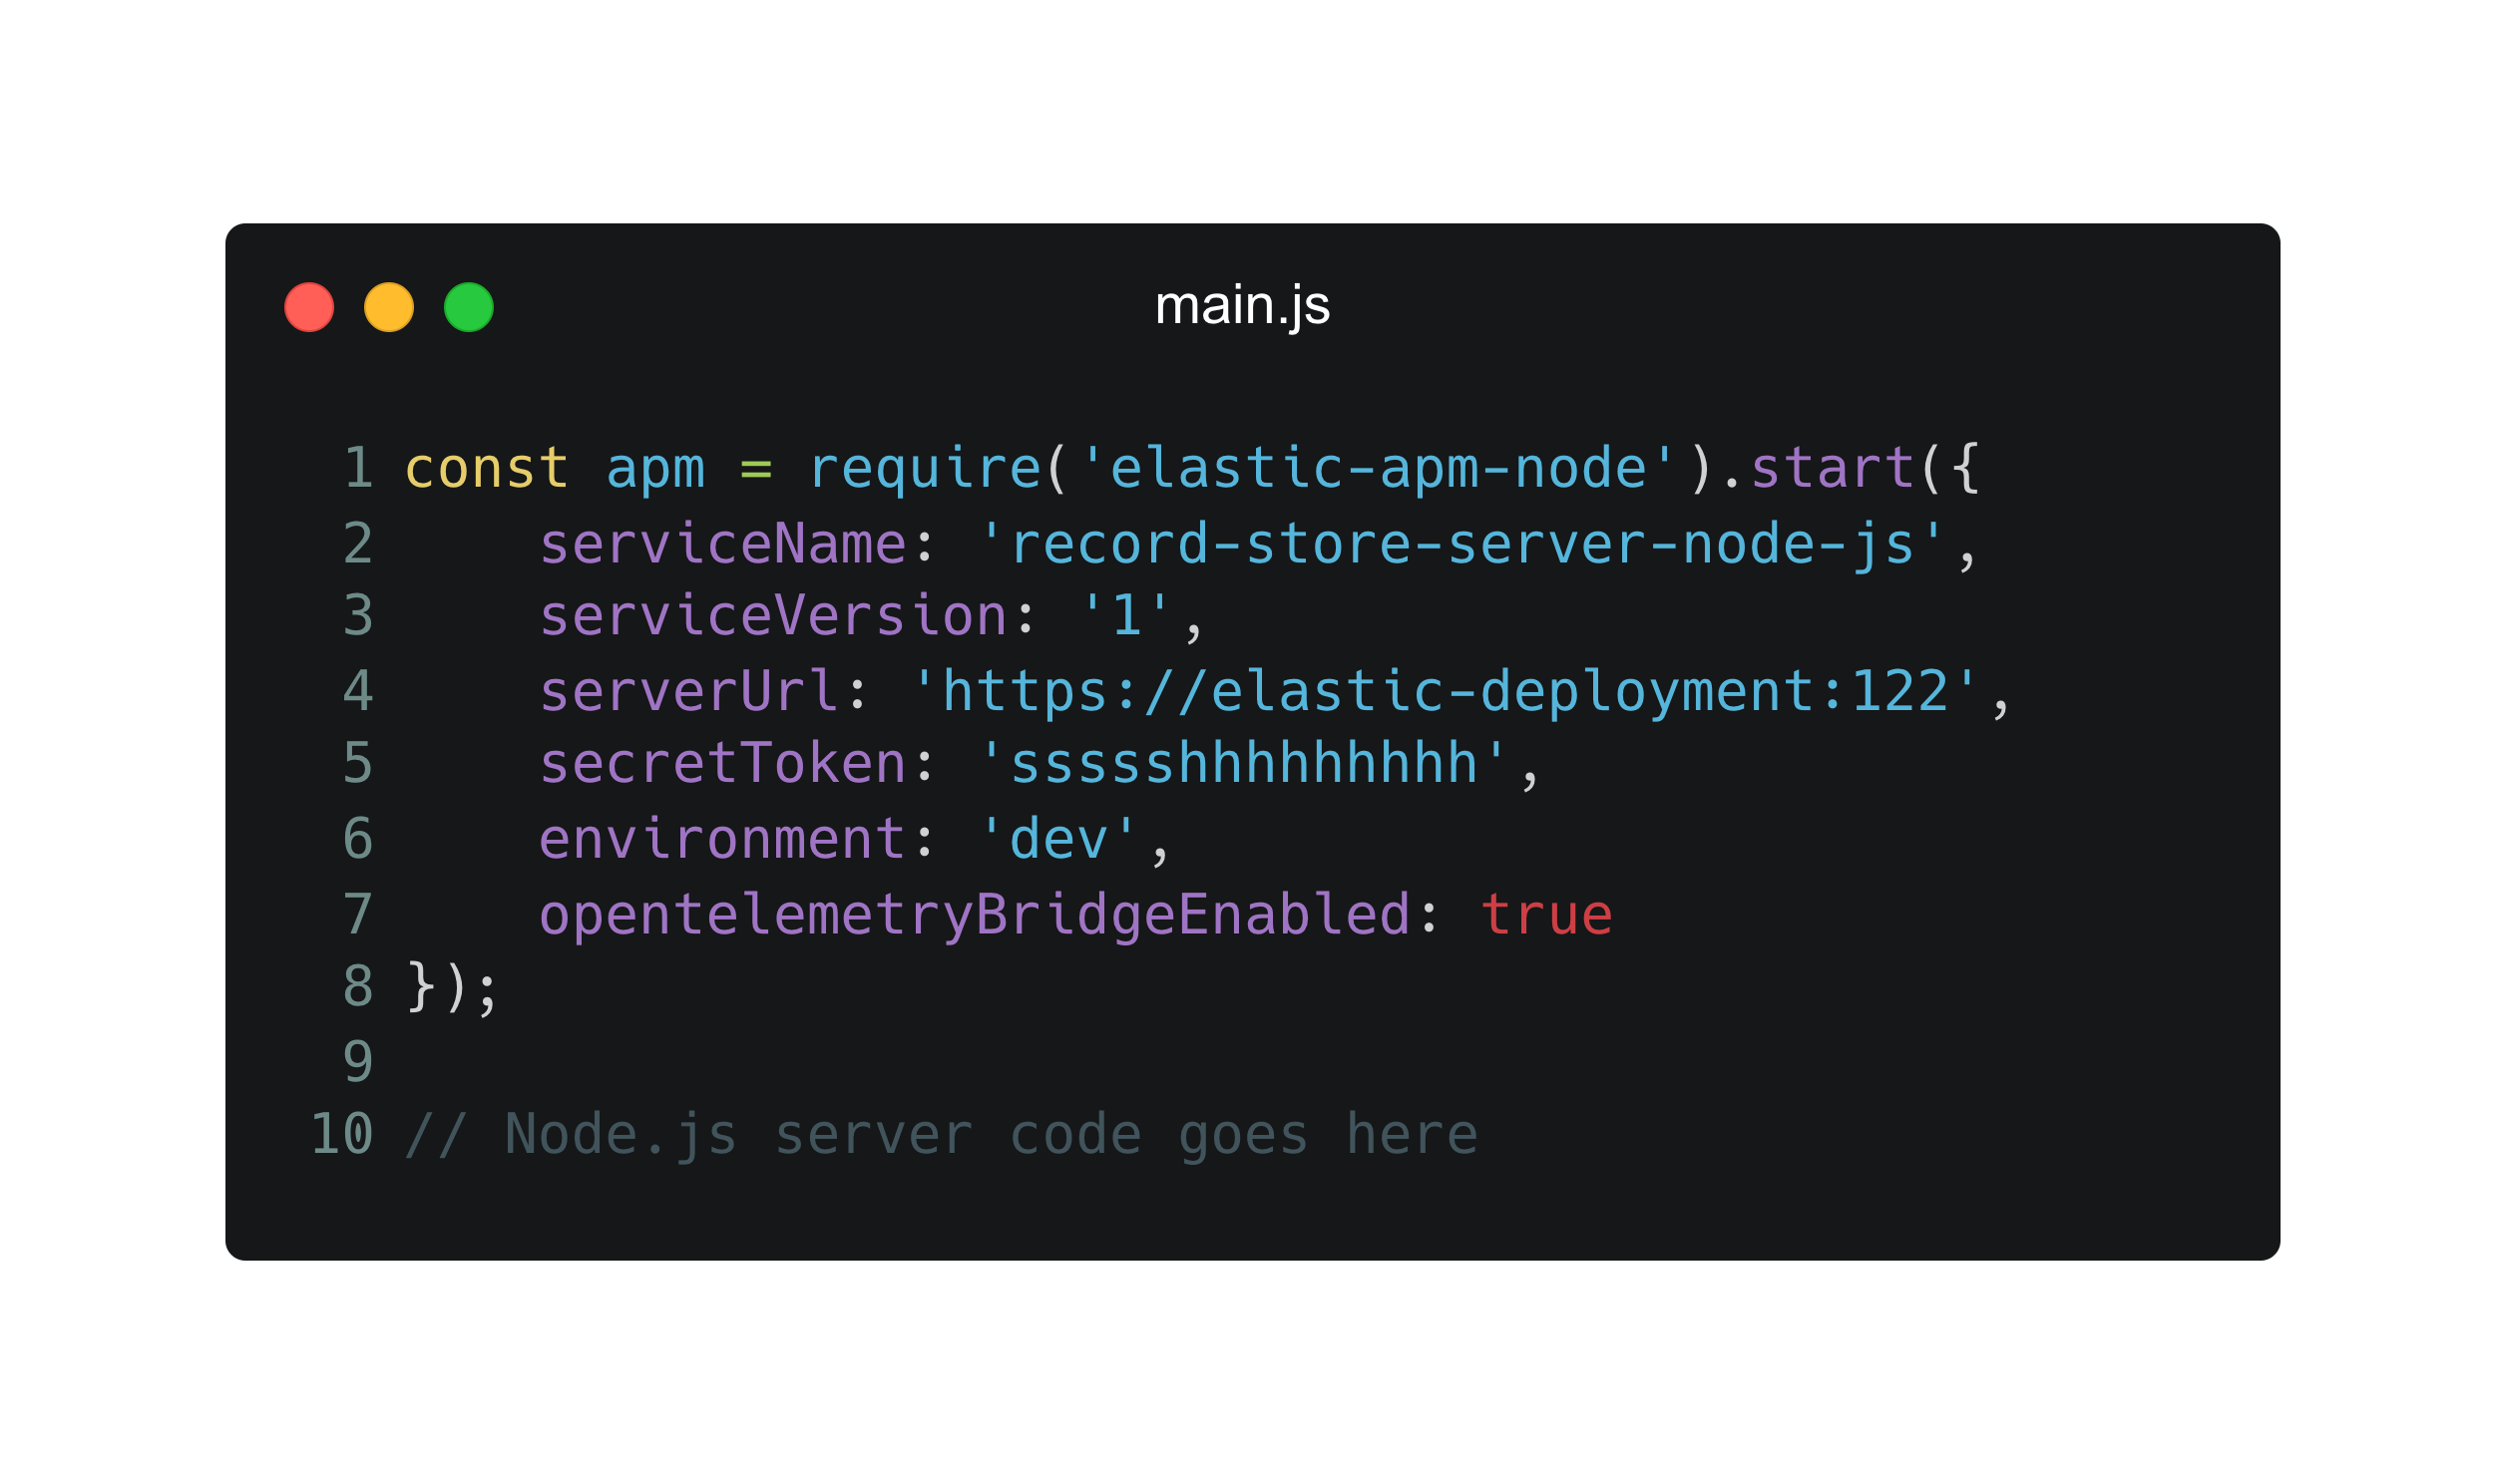 main.js
1 const apm = require('elastic-apm-node').start({
2     serviceName: 'record-store-server-node-js',
3     serviceVersion: '1',
4     serverUrl: 'https://elastic-deployment:122',
5     secretToken: 'ssssshhhhhhhhh',
6     environment: 'dev',
7     opentelemetryBridgeEnabled: true
8 });
9
10 // Node.js server code goes here